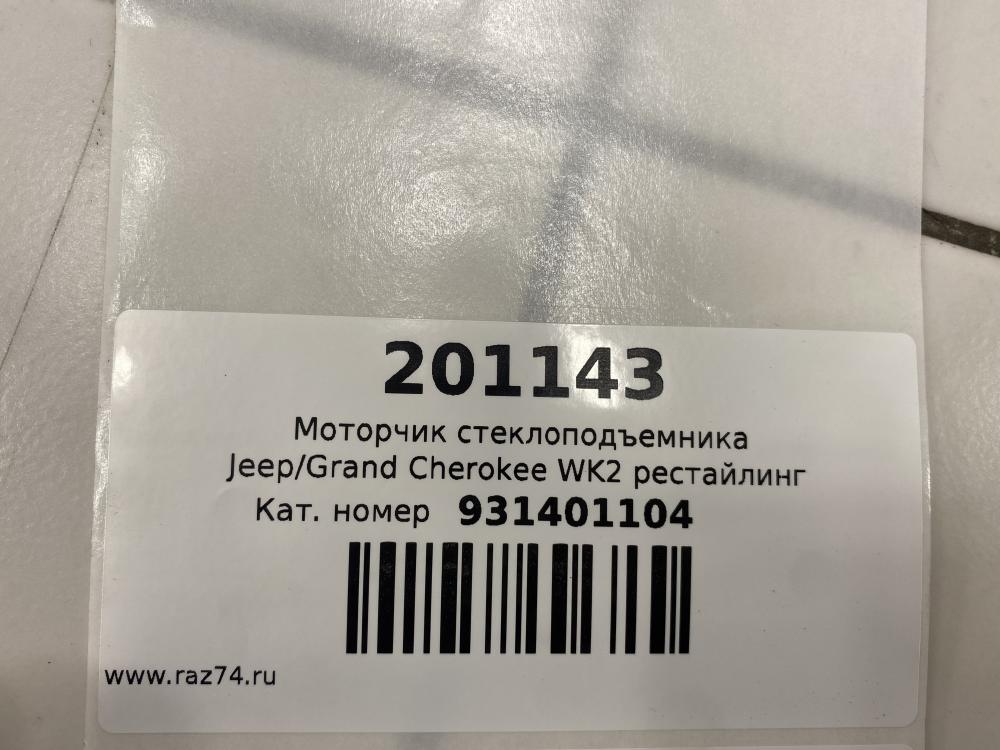 201143
Моторчик стеклоподъемника
Jeep/Grand Cherokee WK2 рестайлинг
Кат. номер 931401104
www.raz74.ru